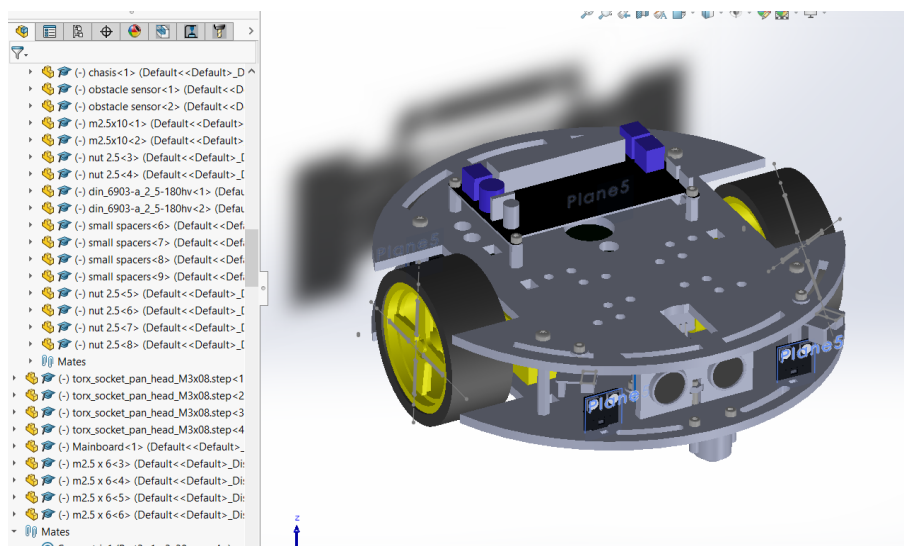 (-) chasis<1> (Default<<Default>_D
(-) obstacle sensor<1> (Default<<D
(-) obstacle sensor<2> (Default<<D
(-) m2.5x10<1> (Default<<Default>
(-) m2.5x10<2> (Default<<Default>
(-) nut 2.5<3> (Default<<Default>_D
(-) nut 2.5<4> (Default<<Default>_D
(-) din_6903-a_2_5-180hv<1> (Defau
(-) din_6903-a_2_5-180hv<2> (Defau
(-) small spacers<6> (Default<<Def
(-) small spacers<7> (Default<<Def
(-) small spacers<8> (Default<<Def
(-) small spacers<9> (Default<<Def
(-) nut 2.5<5> (Default<<Default>_D
(-) nut 2.5<6> (Default<<Default>_D
(-) nut 2.5<7> (Default<<Default>_D
(-) nut 2.5<8> (Default<<Default>_D
Mates
(-) torx_socket_pan_head_M3x08.step<1
(-) torx_socket_pan_head_M3x08.step<2
(-) torx_socket_pan_head_M3x08.step<3
(-) torx_socket_pan_head_M3x08.step<4
(-) Mainboard<1> (Default<<Default>_
(-) m2.5 x 6<3> (Default<<Default>_Di
(-) m2.5 x 6<4> (Default<<Default>_Di
(-) m2.5 x 6<5> (Default<<Default>_Di
(-) m2.5 x 6<6> (Default<<Default>_Di
Mates
Plane5
Plane5
Plane5
Plane
z